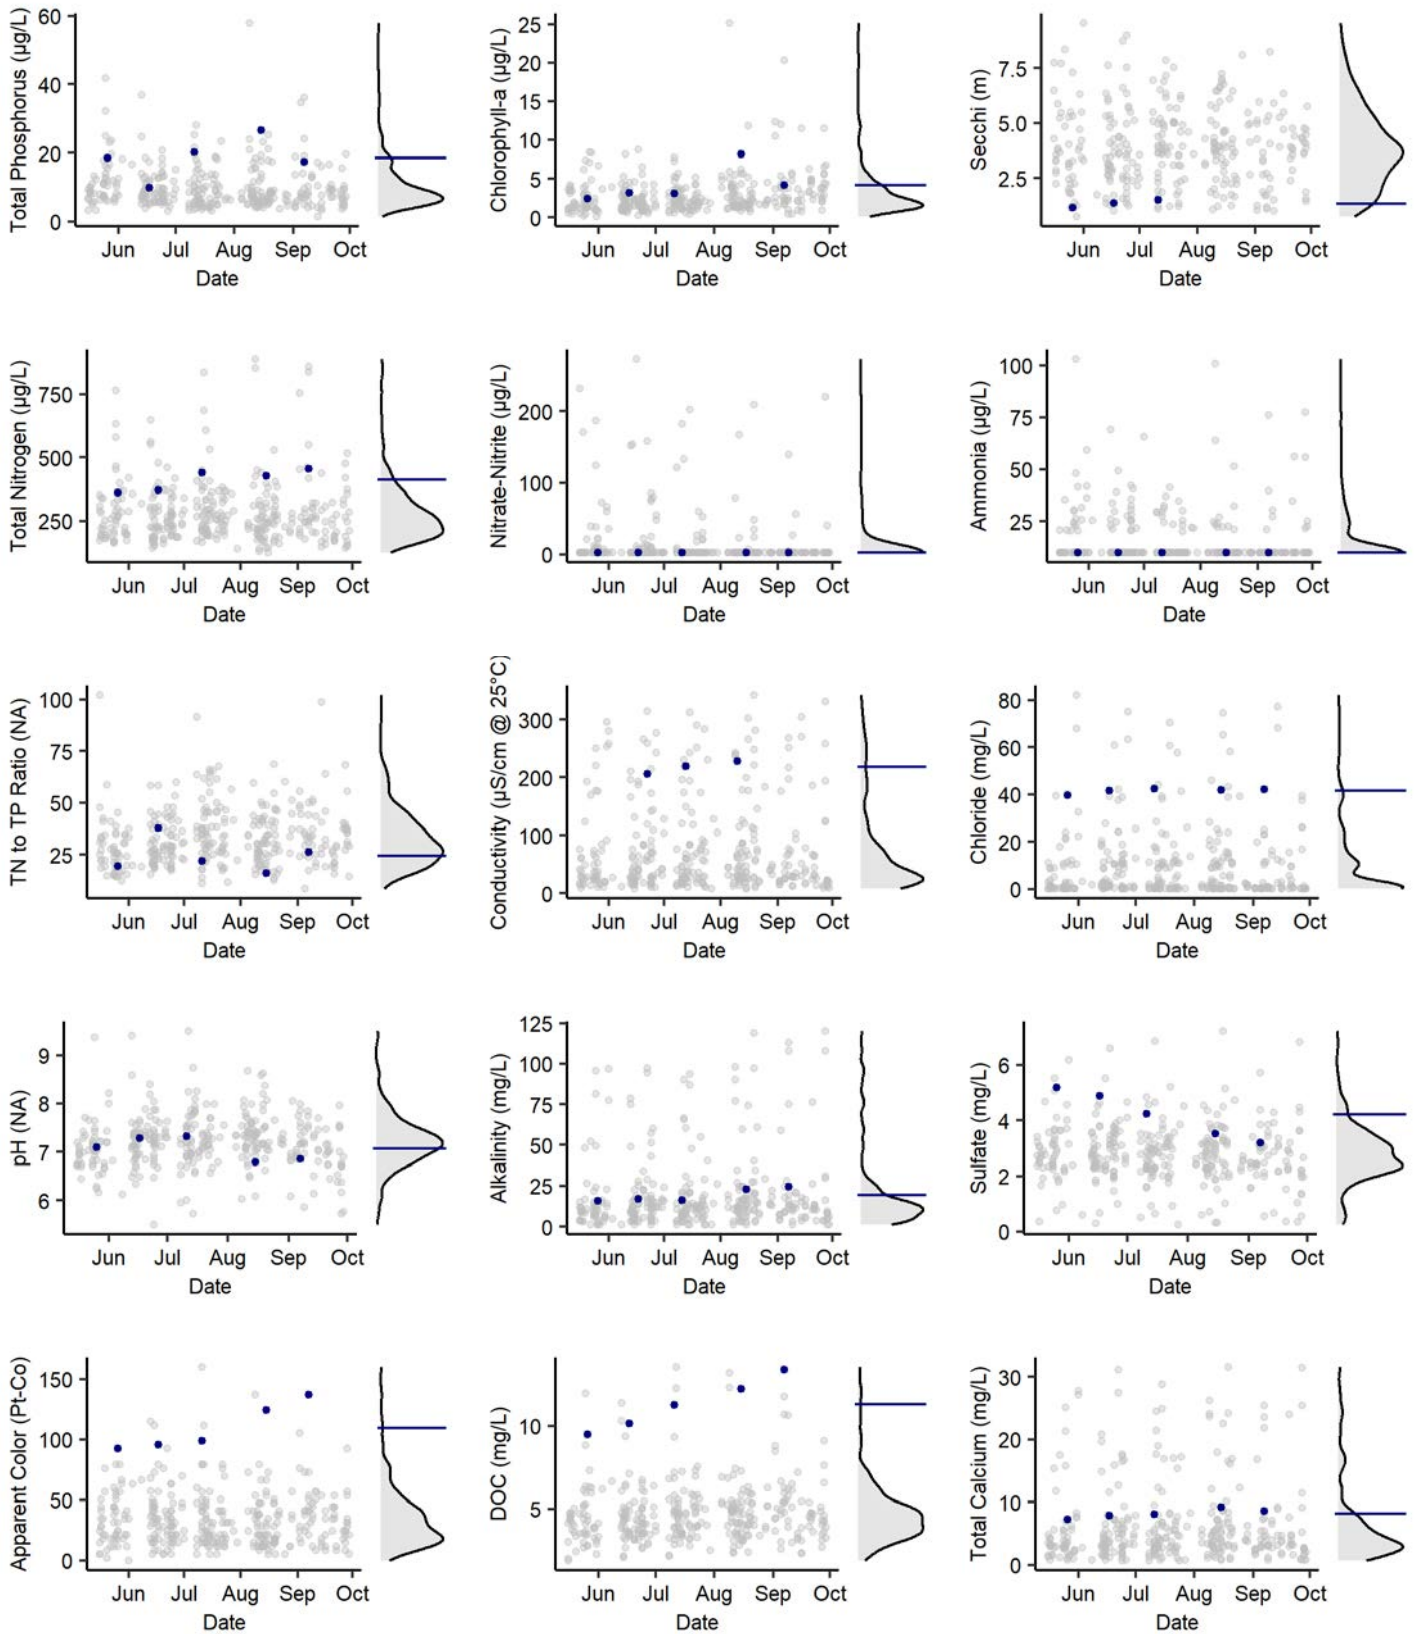 Total Phosphorus (µg/L)
60
40
20
0
Jun Jul Aug Sep Oct
Date
Chlorophyll-a (µg/L)
25
20
15
10
5
0
Jun Jul Aug Sep Oct
Date
Secchi (m)
7.5
5.0
2.5
Jun Jul Aug Sep Oct
Date
Total Nitrogen (µg/L)
750
500
250
Jun Jul Aug Sep Oct
Date
Nitrate-Nitrite (µg/L)
200
100
0
Jun Jul Aug Sep Oct
Date
Ammonia (µg/L)
100
75
50
25
Jun Jul Aug Sep Oct
Date
TN to TP Ratio (NA)
100
75
50
25
Jun Jul Aug Sep Oct
Date
Conductivity (µS/cm @ 25°C)
300
200
100
0
Jun Jul Aug Sep Oct
Date
Chloride (mg/L)
80
60
40
20
0
Jun Jul Aug Sep Oct
Date
pH (NA)
9
8
7
6
Jun Jul Aug Sep Oct
Date
Alkalinity (mg/L)
125
100
75
50
25
0
Jun Jul Aug Sep Oct
Date
Sulfate (mg/L)
6
4
2
0
Jun Jul Aug Sep Oct
Date
Apparent Color (Pt-Co)
150
100
50
0
Jun Jul Aug Sep Oct
Date
DOC (mg/L)
10
5
Jun Jul Aug Sep Oct
Date
Total Calcium (mg/L)
30
20
10
0
Jun Jul Aug Sep Oct
Date